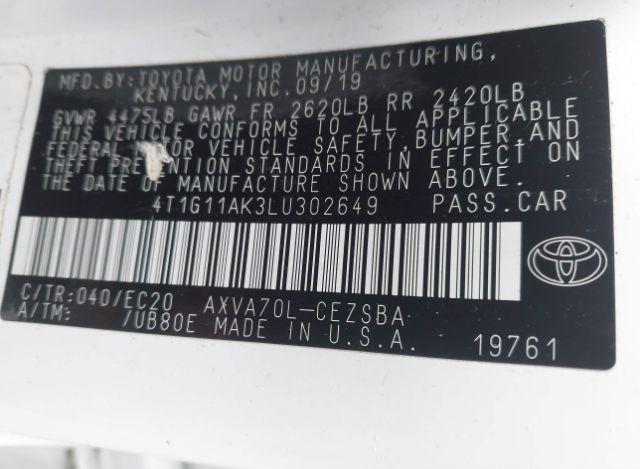 MFD.BY:TOYOTA MOTOR MANUFACTURING,
KENTUCKY, INC.09/19
GVWR 4475LB GAWR FR 2620LB RR 2420LB
THIS VEHICLE CONFORMS TO ALL APPLICABLE
FEDERAL MOTOR VEHICLE SAFETY,BUMPER,AND
THEFT PREVENTION STANDARDS IN EFFECT ON
THE DATE OF MANUFACTURE SHOWN ABOVE.
4T1G11AK3LU302649 PASS.CAR
C/TR:040/EC20 AXVA70L-CEZSBA
A/TM: /UB80E MADE IN U.S.A. 19761